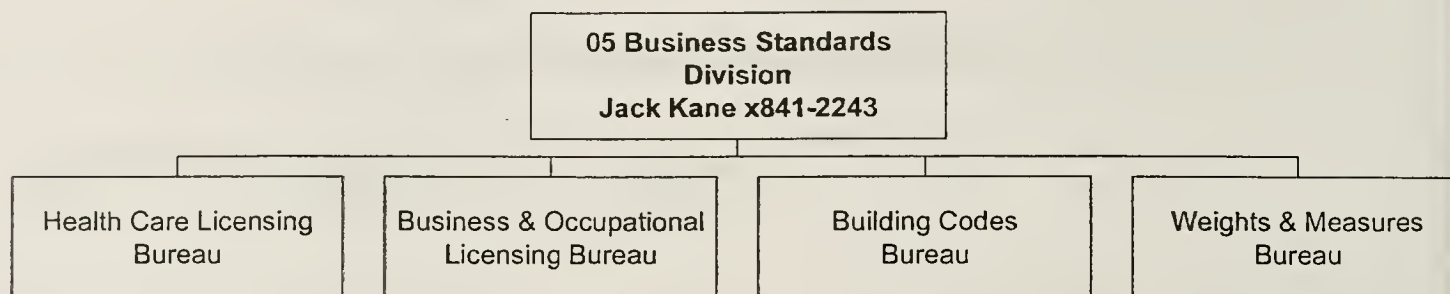 05 Business Standards
Division
Jack Kane x841-2243
Health Care Licensing
Bureau
Business & Occupational
Licensing Bureau
Building Codes
Bureau
Weights & Measures
Bureau